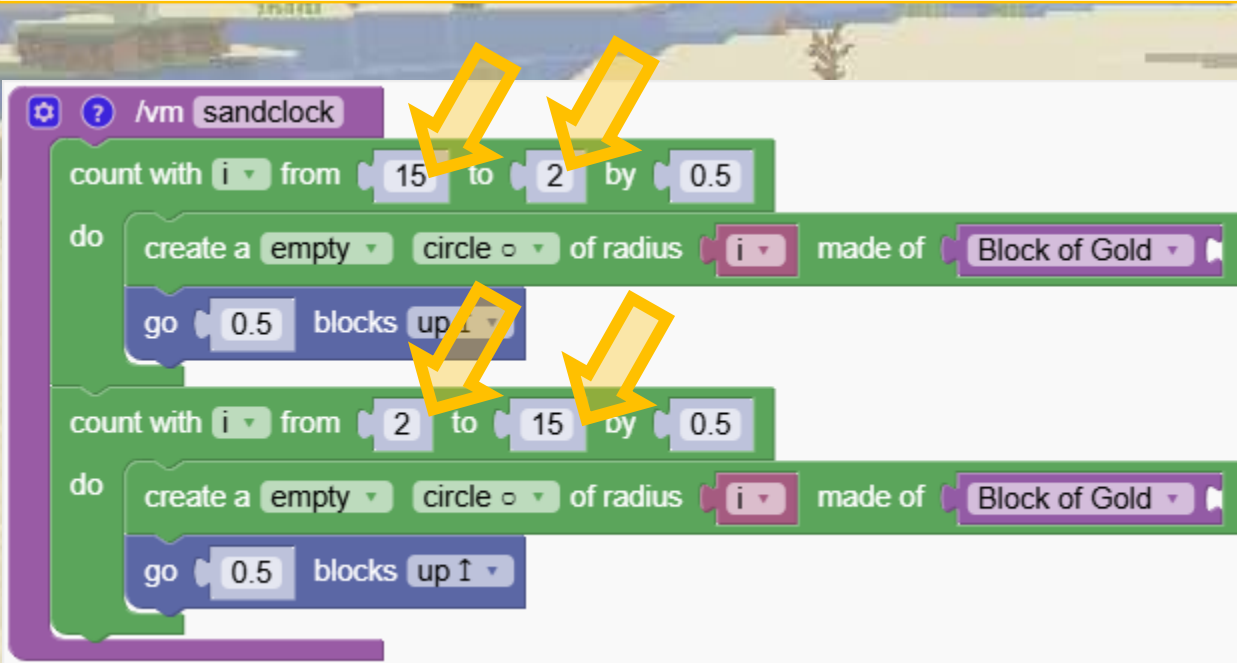 /vm sandclock
count with i from 15 to 2 by 0.5
do
create a empty circle ○ of radius i made of Block of Gold
go 0.5 blocks up ↥
count with i from 2 to 15 by 0.5
do
create a empty circle ○ of radius i made of Block of Gold
go 0.5 blocks up ↥